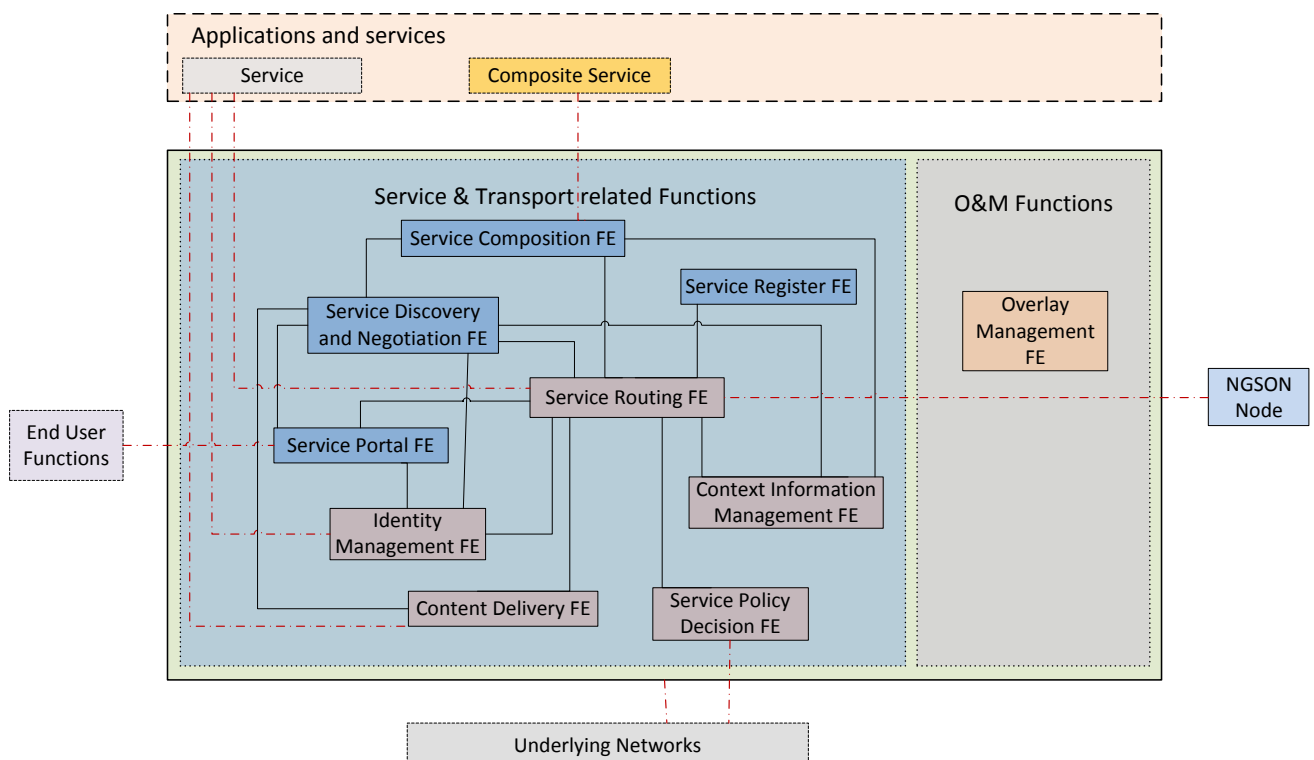 Applications and services
Service
Composite Service
Service & Transport related Functions
O&M Functions
Service Composition FE
Service Register FE
Service Discovery
and Negotiation FE
Overlay
Management
FE
Service Routing FE
NGSON
Node
End User
Functions
Service Portal FE
Context Information
Management FE
Identity
Management FE
Content Delivery FE
Service Policy
Decision FE
Underlying Networks